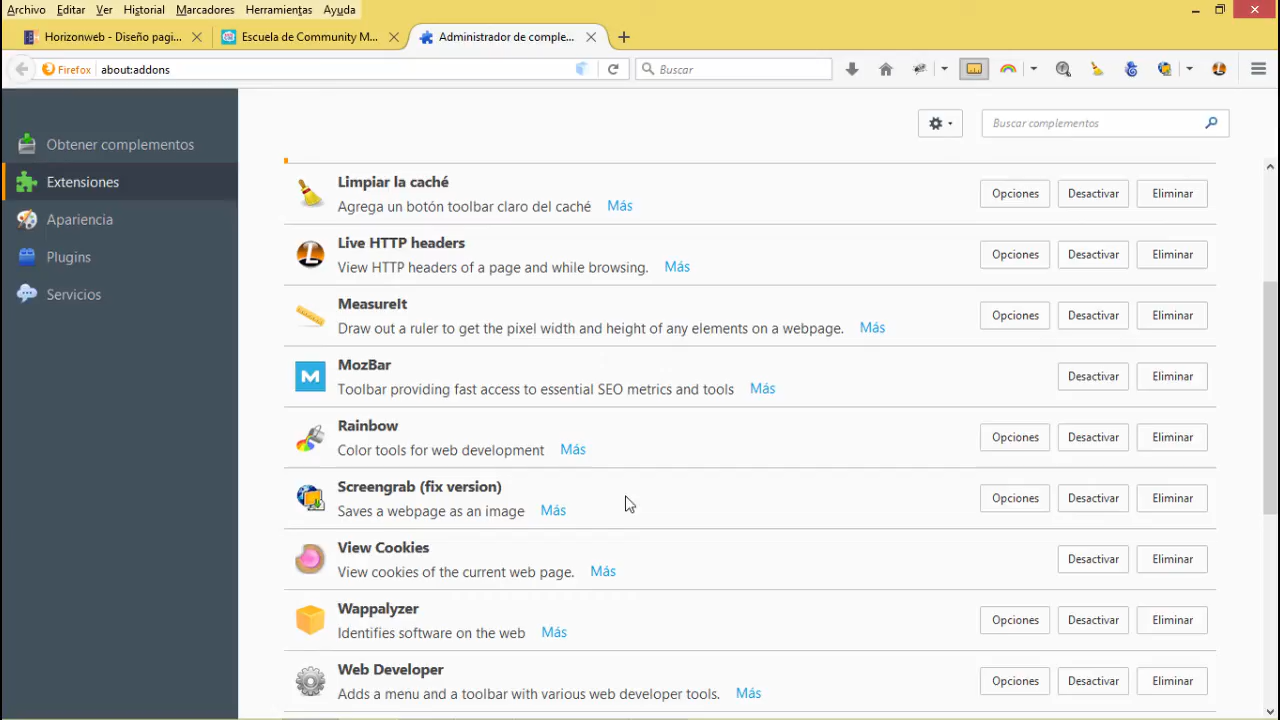 Archivo Editar Ver Historial Marcadores Herramientas Ayuda
Horizonweb - Diseño pagi... Escuela de Community M... Administrador de comple...
Firefox about:addons Buscar
Buscar complementos
Obtener complementos
Extensiones
Apariencia
Plugins
Servicios
Limpiar la caché
Agrega un botón toolbar claro del caché Más
Opciones Desactivar Eliminar
Live HTTP headers
View HTTP headers of a page and while browsing. Más
Opciones Desactivar Eliminar
MeasureIt
Draw out a ruler to get the pixel width and height of any elements on a webpage. Más
Opciones Desactivar Eliminar
M
MozBar
Toolbar providing fast access to essential SEO metrics and tools Más
Desactivar Eliminar
Rainbow
Color tools for web development Más
Opciones Desactivar Eliminar
Screengrab (fix version)
Saves a webpage as an image Más
Opciones Desactivar Eliminar
View Cookies
View cookies of the current web page. Más
Desactivar Eliminar
Wappalyzer
Identifies software on the web Más
Opciones Desactivar Eliminar
Web Developer
Adds a menu and a toolbar with various web developer tools. Más
Opciones Desactivar Eliminar